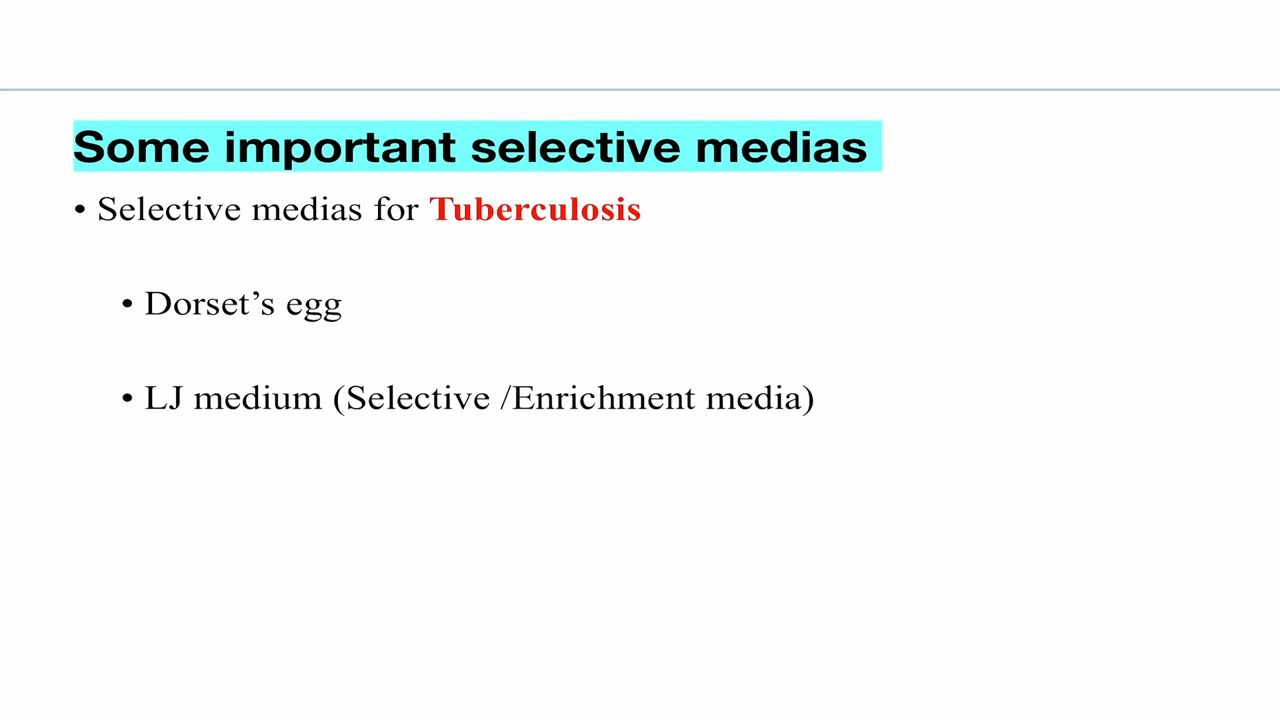 Some important selective medias
• Selective medias for Tuberculosis
• Dorset’s egg
• LJ medium (Selective /Enrichment media)